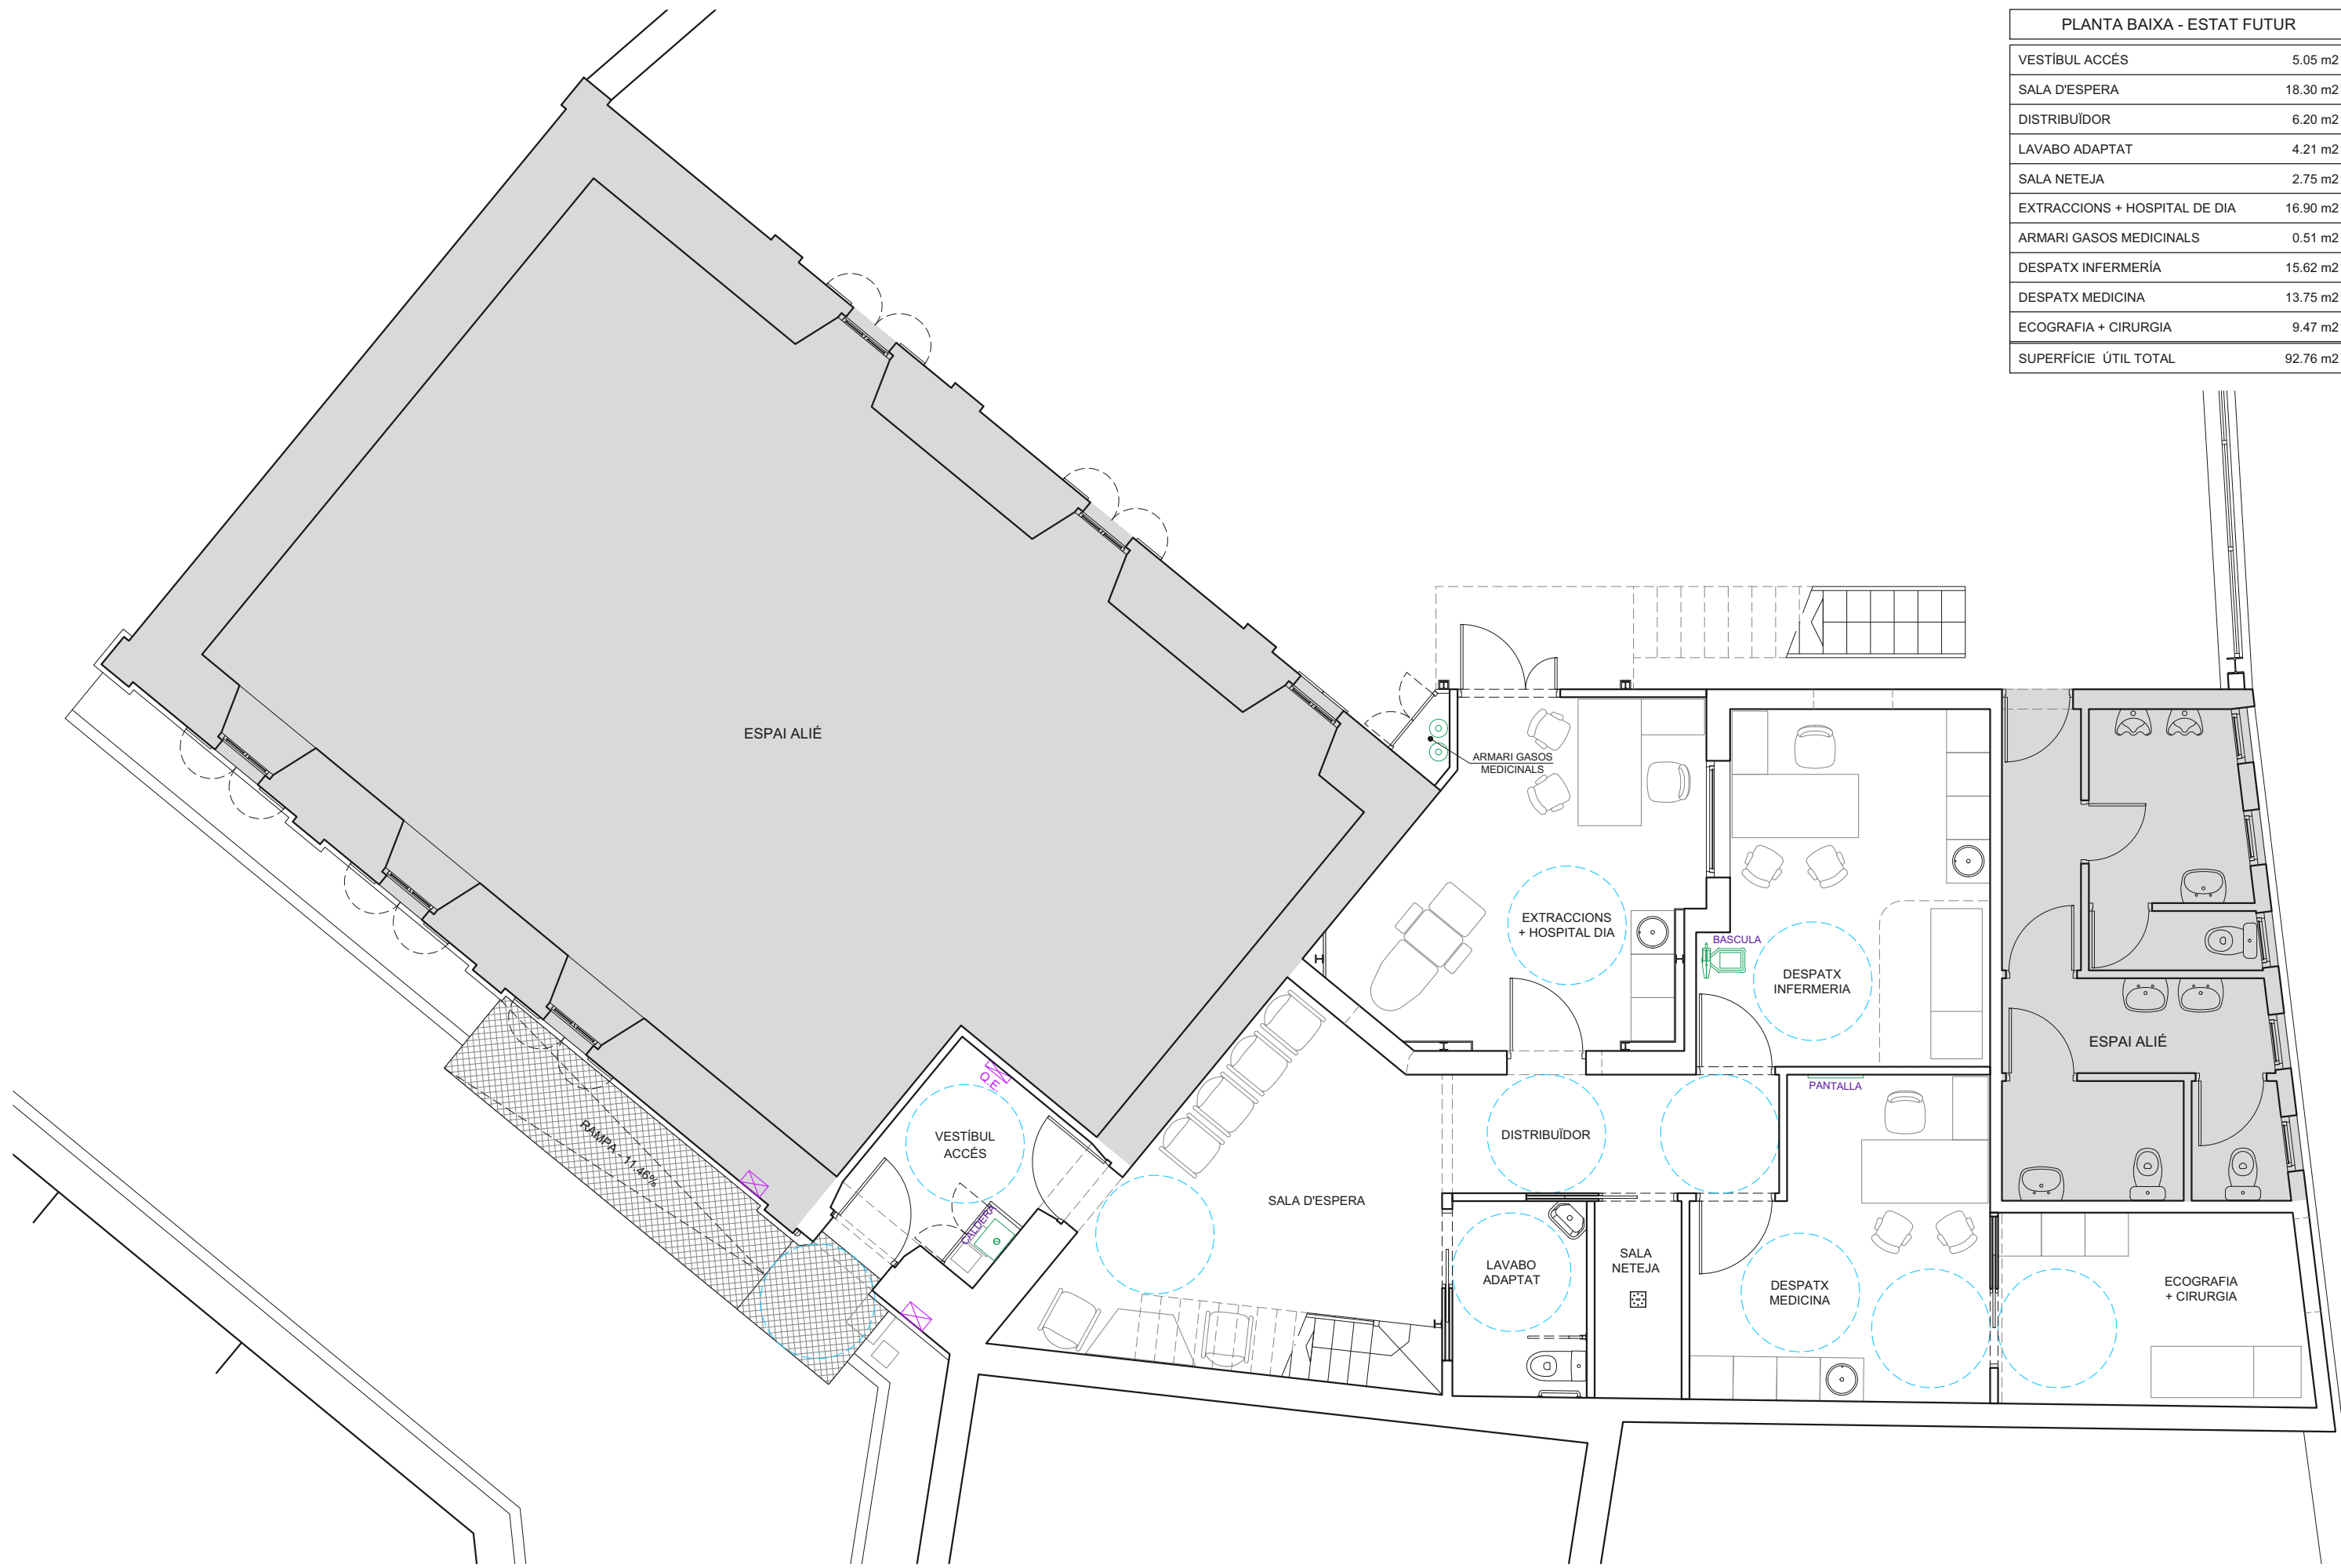 PLANTA BAIXA - ESTAT FUTUR
VESTÍBUL ACCÉS 5.05 m2
SALA D'ESPERA 18.30 m2
DISTRIBUÏDOR 6.20 m2
LAVABO ADAPTAT 4.21 m2
SALA NETEJA 2.75 m2
EXTRACCIONS + HOSPITAL DE DIA 16.90 m2
ARMARI GASOS MEDICINALS 0.51 m2
DESPATX INFERMERÍA 15.62 m2
DESPATX MEDICINA 13.75 m2
ECOGRAFIA + CIRURGIA 9.47 m2
SUPERFÍCIE ÚTIL TOTAL 92.76 m2
ESPAI ALIÉ
ARMARI GASOS
MEDICINALS
EXTRACCIONS
+ HOSPITAL DIA
BASCULA
DESPATX
INFERMERIA
ESPAI ALIÉ
PANTALLA
Q.E.
VESTÍBUL
ACCÉS
DISTRIBUÏDOR
RAMPA - 11.46%
SALA D'ESPERA
CALDERA
LAVABO
ADAPTAT
SALA
NETEJA
DESPATX
MEDICINA
ECOGRAFIA
+ CIRURGIA